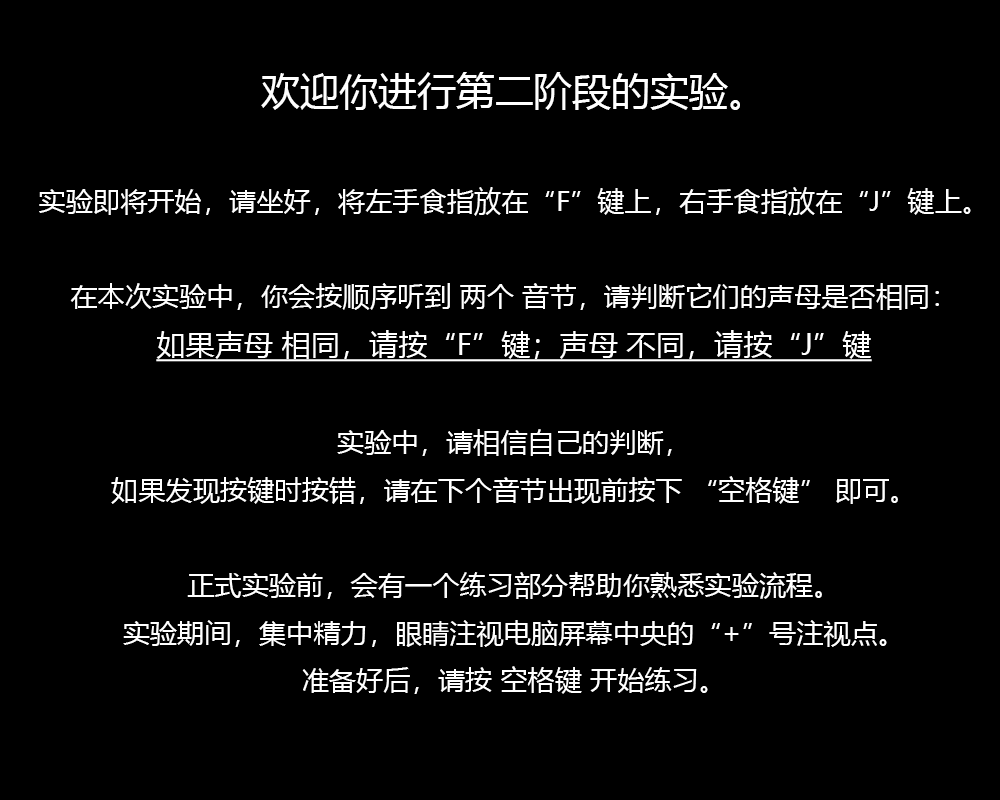 欢迎你进行第二阶段的实验。
实验即将开始，请坐好，将左手食指放在“F”键上，右手食指放在“J”键上。
在本次实验中，你会按顺序听到 两个 音节，请判断它们的声母是否相同：
如果声母 相同，请按“F”键；声母 不同，请按“J”键
实验中，请相信自己的判断，
如果发现按键时按错，请在下个音节出现前按下 “空格键” 即可。
正式实验前，会有一个练习部分帮助你熟悉实验流程。
实验期间，集中精力，眼睛注视电脑屏幕中央的“+”号注视点。
准备好后，请按 空格键 开始练习。